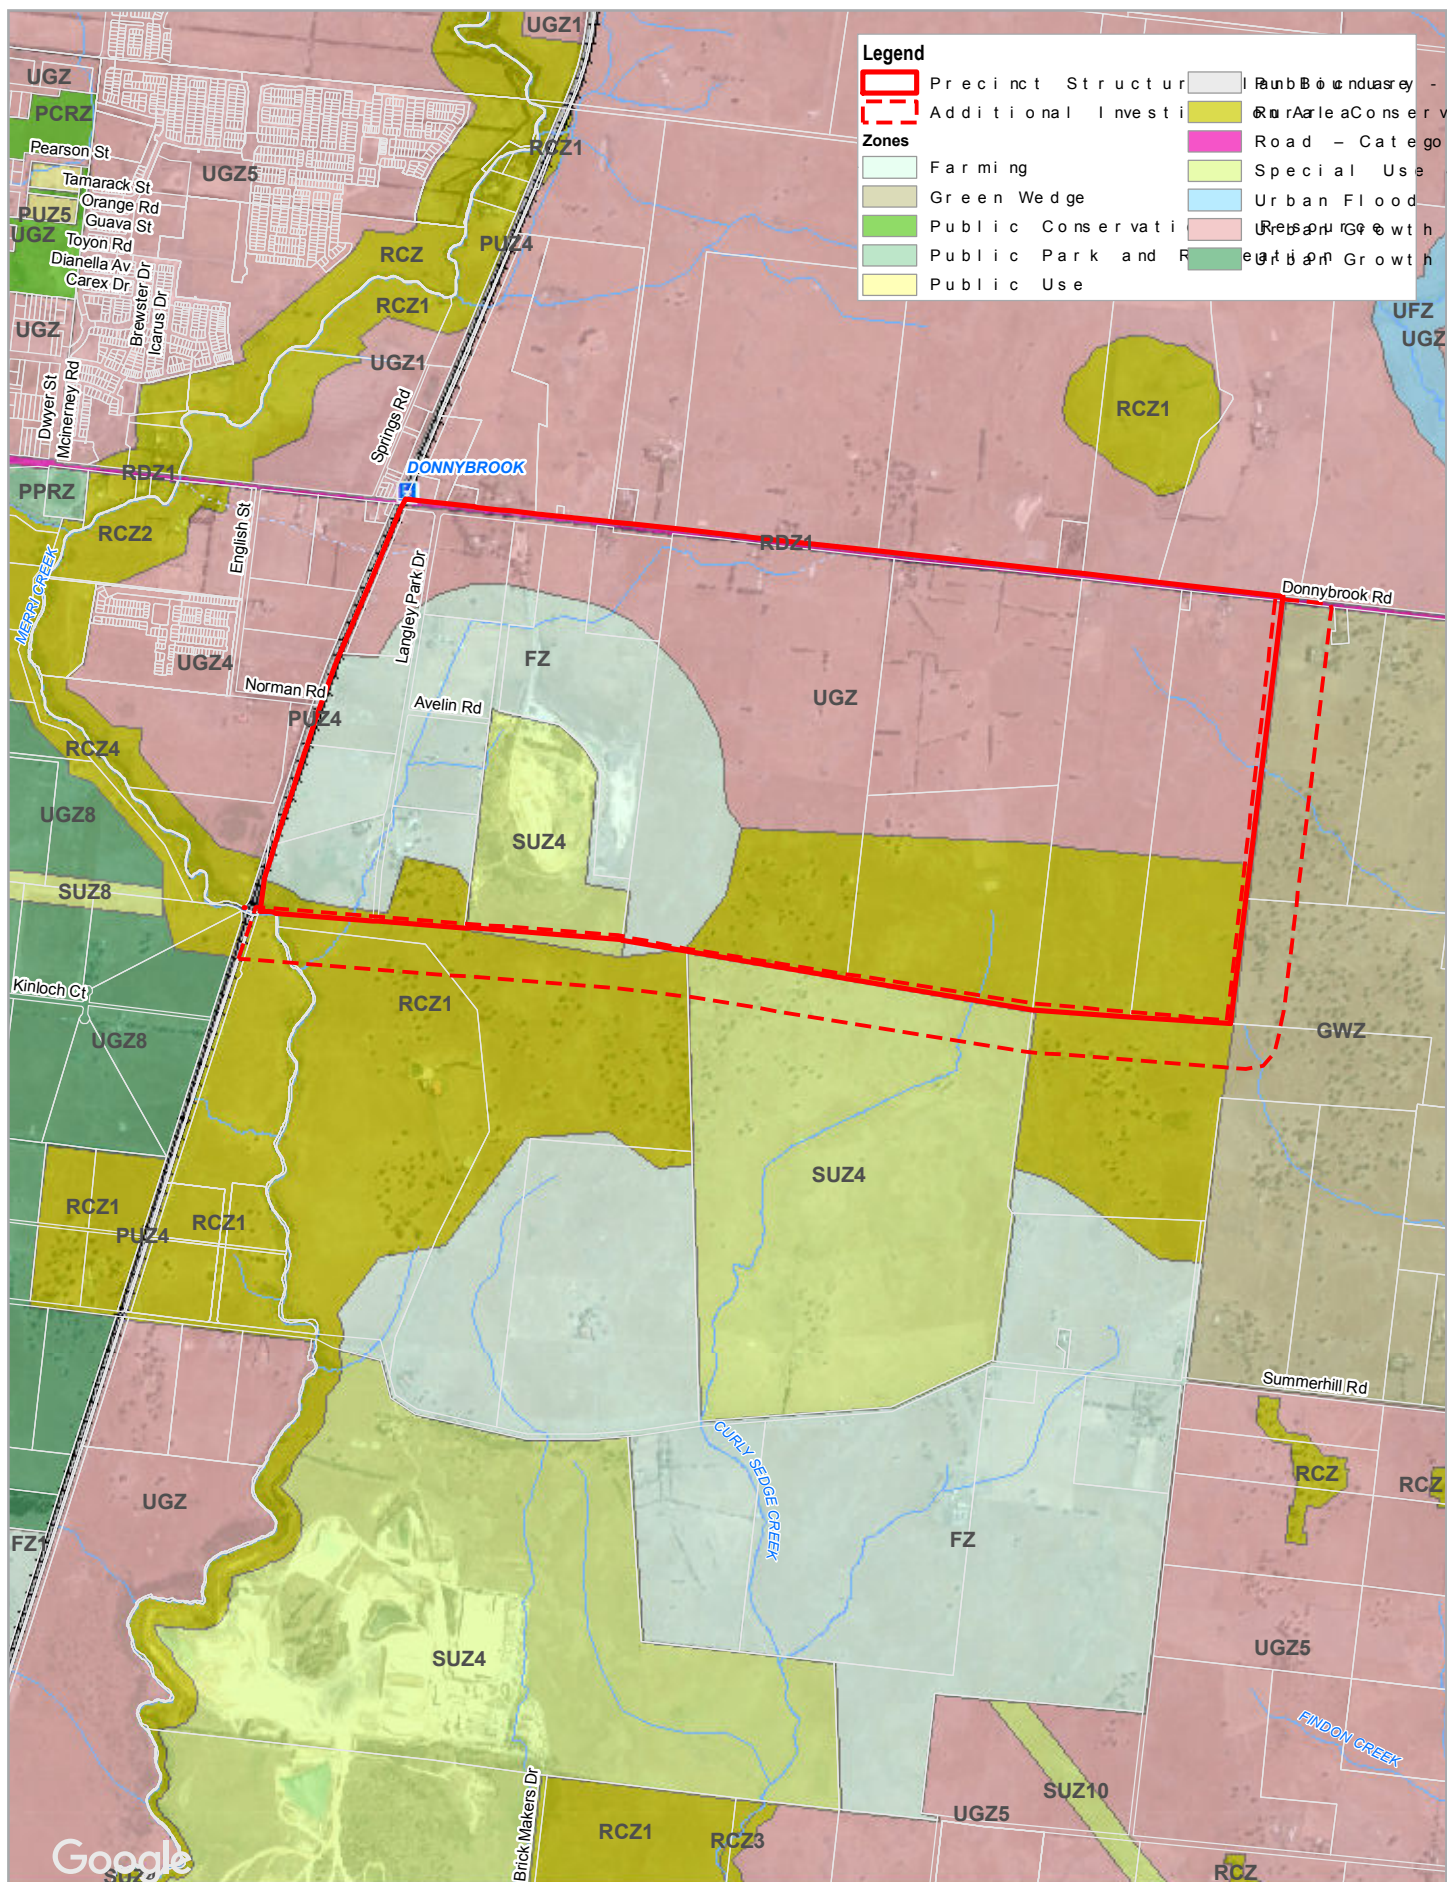 UGZ1
Legend
Precinct Structur
Additional Investi
Zones
Farming
Green Wedge
Public Conservati
Public Park and R
Public Use
Road – Catego
Special Use
Urban Flood
Urban Growth
Urban Growth
UGZ
PCRZ
Pearson St
Tamarack St
Orange Rd
PUZ5
Guava St
UGZ
Toyon Rd
Dianella Av
Carex Dr
Brewster Dr
Icarus Dr
UGZ5
RCZ1
PUZ4
RCZ
RCZ1
UGZ
UGZ1
UFZ
UGZ
RCZ1
Dwyer St
Mcinerney Rd
Springs Rd
DONNYBROOK
RDZ1
PPRZ
RCZ2
English St
MERRI CREEK
RDZ1
Langley Park Dr
Donnybrook Rd
UGZ4
Norman Rd
FZ
Avelin Rd
UGZ
PUZ4
RCZ4
UGZ8
SUZ4
SUZ8
Kinloch Ct
RCZ1
UGZ8
GWZ
SUZ4
RCZ1
RCZ1
PUZ4
Summerhill Rd
CURLY SEDGE CREEK
RCZ
RCZ
UGZ
FZ1
FZ
SUZ4
UGZ5
FINDON CREEK
SUZ10
UGZ5
Brick Makers Dr
RCZ1
RCZ3
Google
RCZ